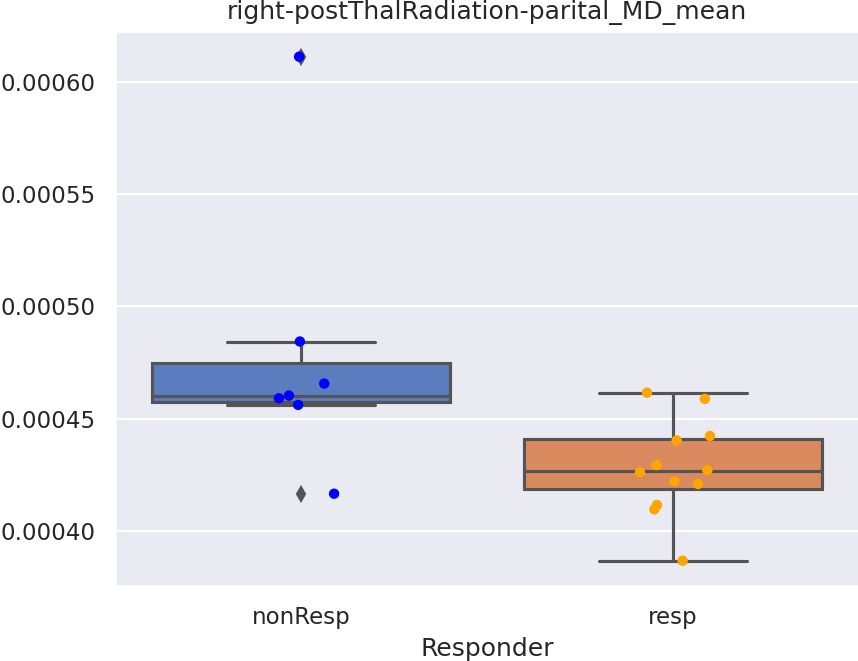 right-postThalRadiation-parital_MD_mean
0.00060
0.00055
0.00050
0.00045
0.00040
nonResp
resp
Responder